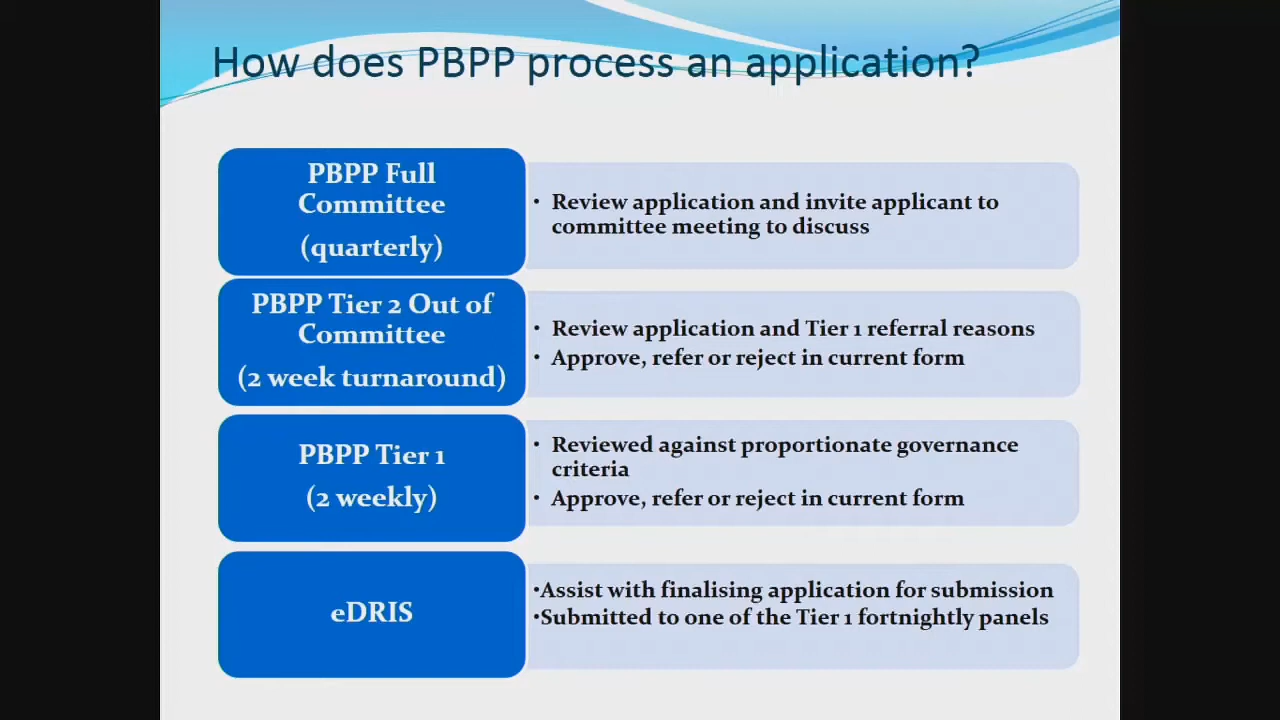 How does PBPP process an application?
PBPP Full
Committee
(quarterly)
• Review application and invite applicant to
committee meeting to discuss
PBPP Tier 2 Out of
Committee
(2 week turnaround)
• Review application and Tier 1 referral reasons
• Approve, refer or reject in current form
PBPP Tier 1
(2 weekly)
• Reviewed against proportionate governance
criteria
• Approve, refer or reject in current form
eDRIS
•Assist with finalising application for submission
•Submitted to one of the Tier 1 fortnightly panels